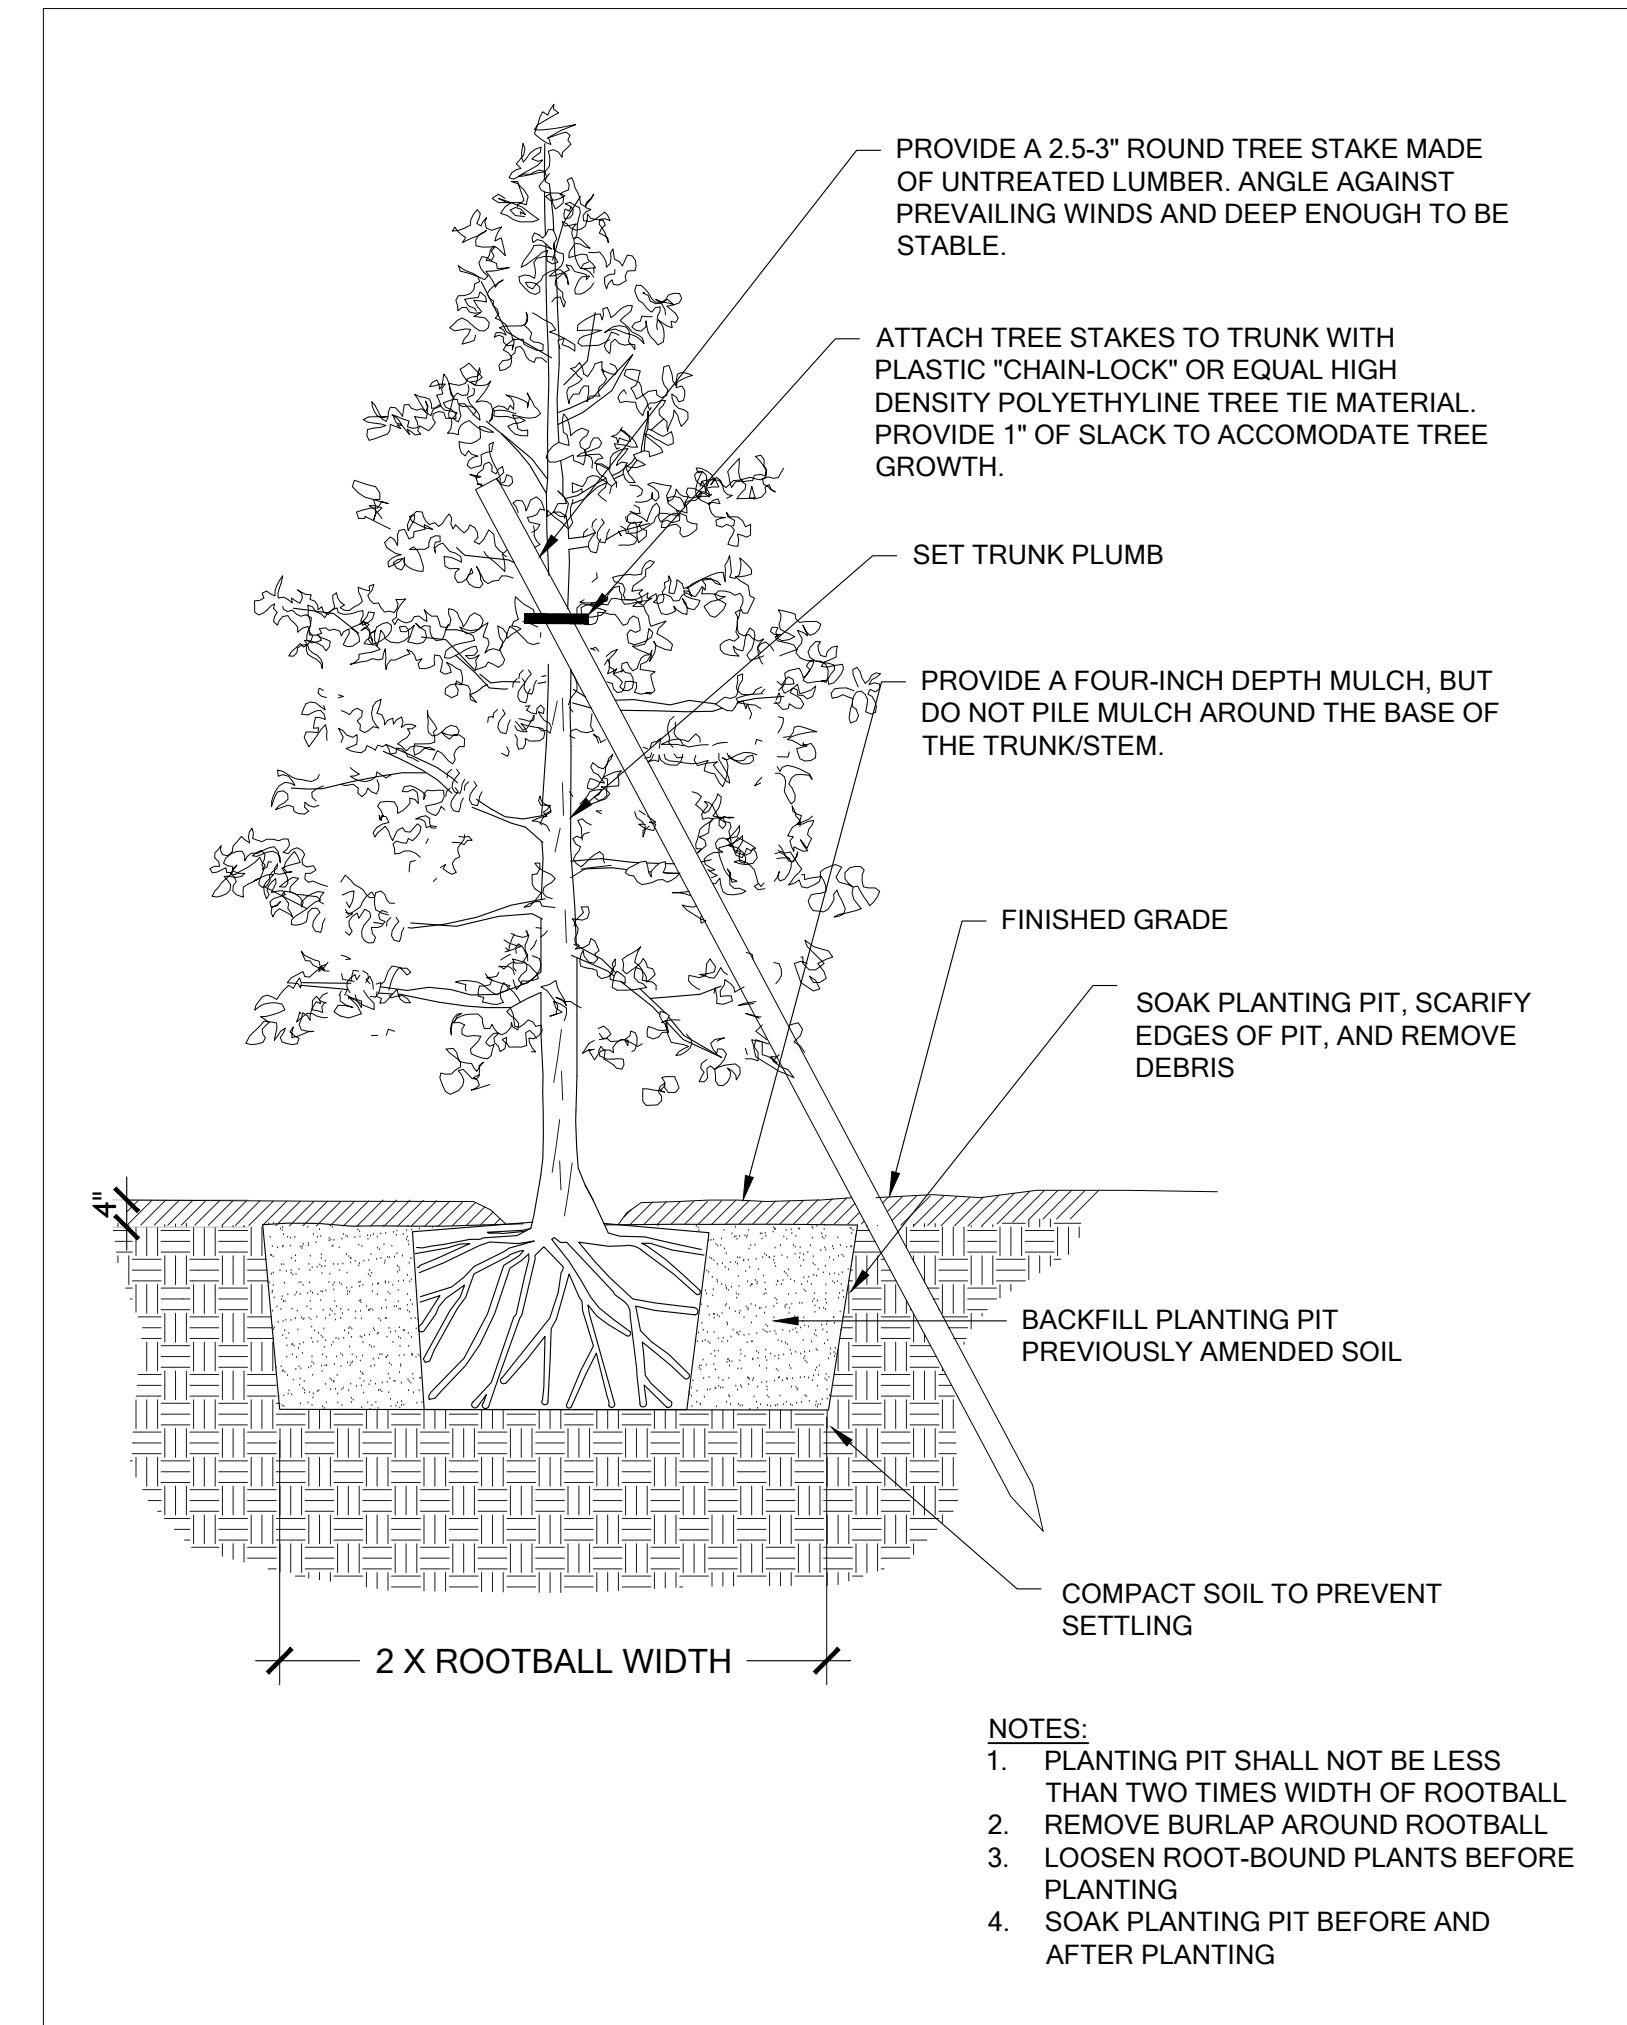 PROVIDE A 2.5-3" ROUND TREE STAKE MADE
OF UNTREATED LUMBER. ANGLE AGAINST
PREVAILING WINDS AND DEEP ENOUGH TO BE
STABLE.
ATTACH TREE STAKES TO TRUNK WITH
PLASTIC "CHAIN-LOCK" OR EQUAL HIGH
DENSITY POLYETHYLINE TREE TIE MATERIAL.
PROVIDE 1" OF SLACK TO ACCOMODATE TREE
GROWTH.
SET TRUNK PLUMB
PROVIDE A FOUR-INCH DEPTH MULCH, BUT
DO NOT PILE MULCH AROUND THE BASE OF
THE TRUNK/STEM.
FINISHED GRADE
SOAK PLANTING PIT, SCARIFY
EDGES OF PIT, AND REMOVE
DEBRIS
4"
BACKFILL PLANTING PIT
PREVIOUSLY AMENDED SOIL
COMPACT SOIL TO PREVENT
SETTLING
2 X ROOTBALL WIDTH
NOTES:
1. PLANTING PIT SHALL NOT BE LESS
THAN TWO TIMES WIDTH OF ROOTBALL
2. REMOVE BURLAP AROUND ROOTBALL
3. LOOSEN ROOT-BOUND PLANTS BEFORE
PLANTING
4. SOAK PLANTING PIT BEFORE AND
AFTER PLANTING